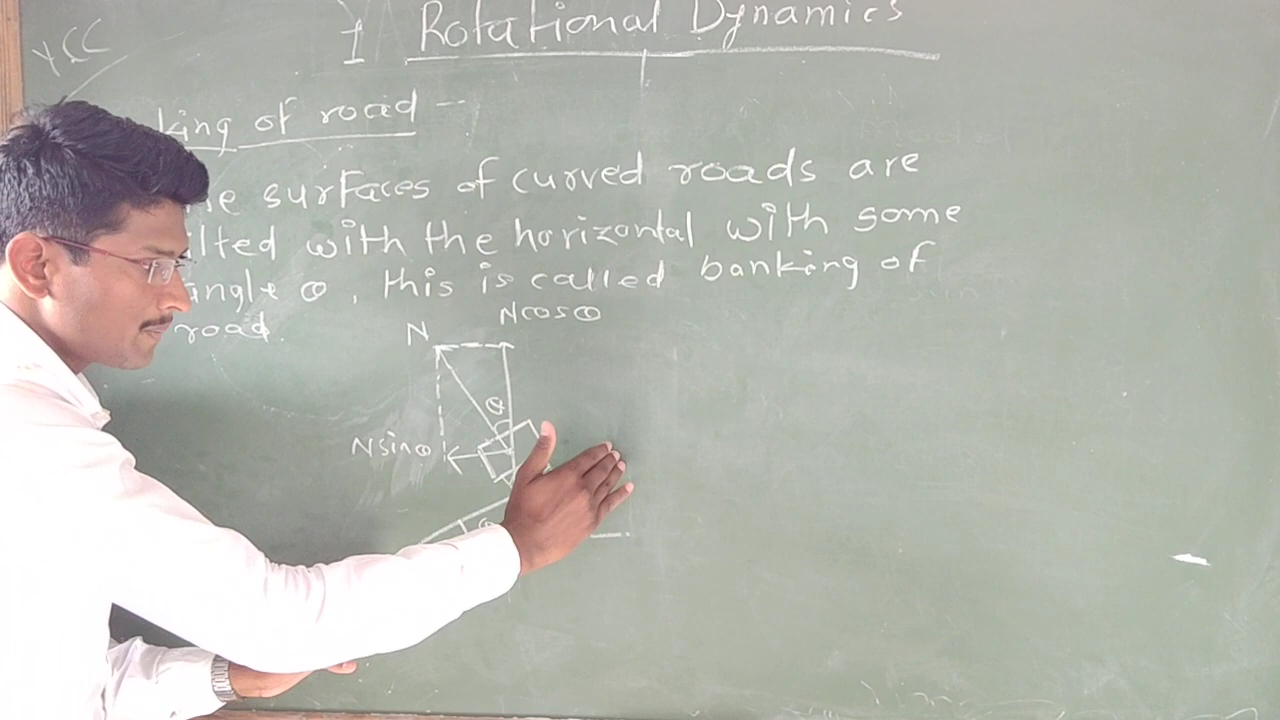 YCC
1 Rotational Dynamics
king of road -
e surfaces of curved roads are
lted with the horizontal with some
angle θ, this is called banking of
road.
Ncosθ
N
θ
Nsinθ
θ